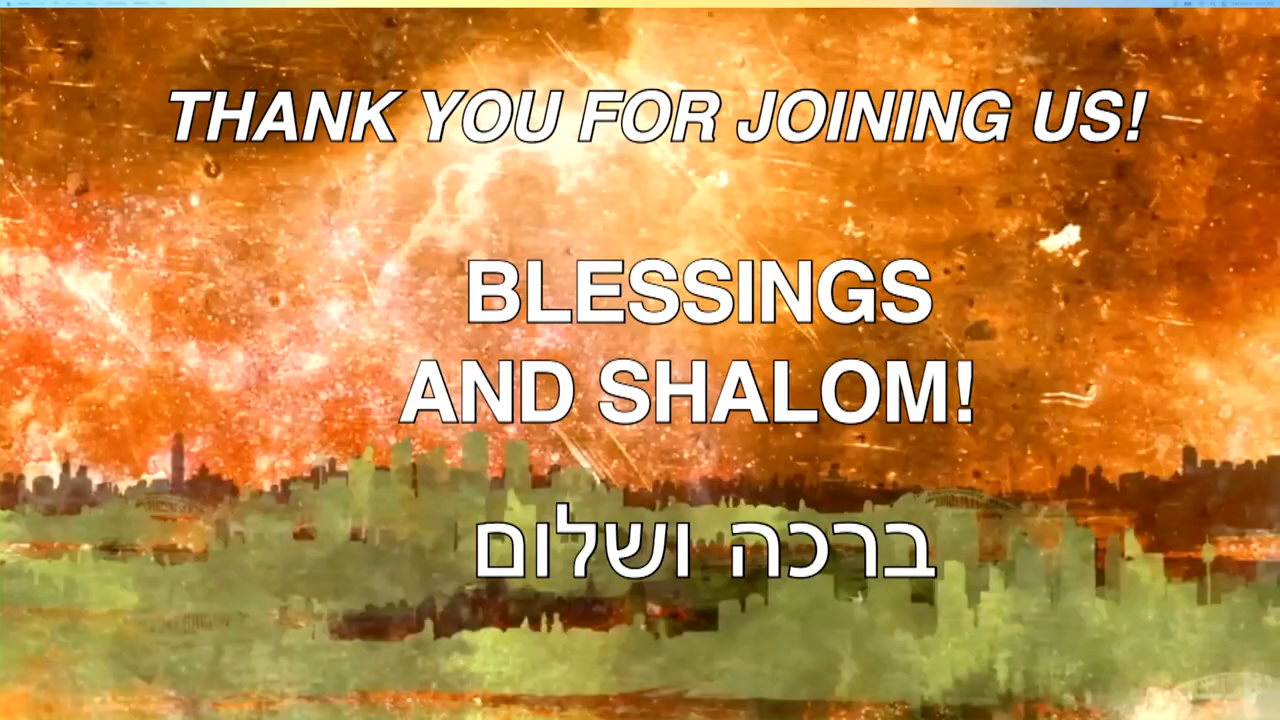 THANK YOU FOR JOINING US!
BLESSINGS
AND SHALOM!
ברכה ושלום